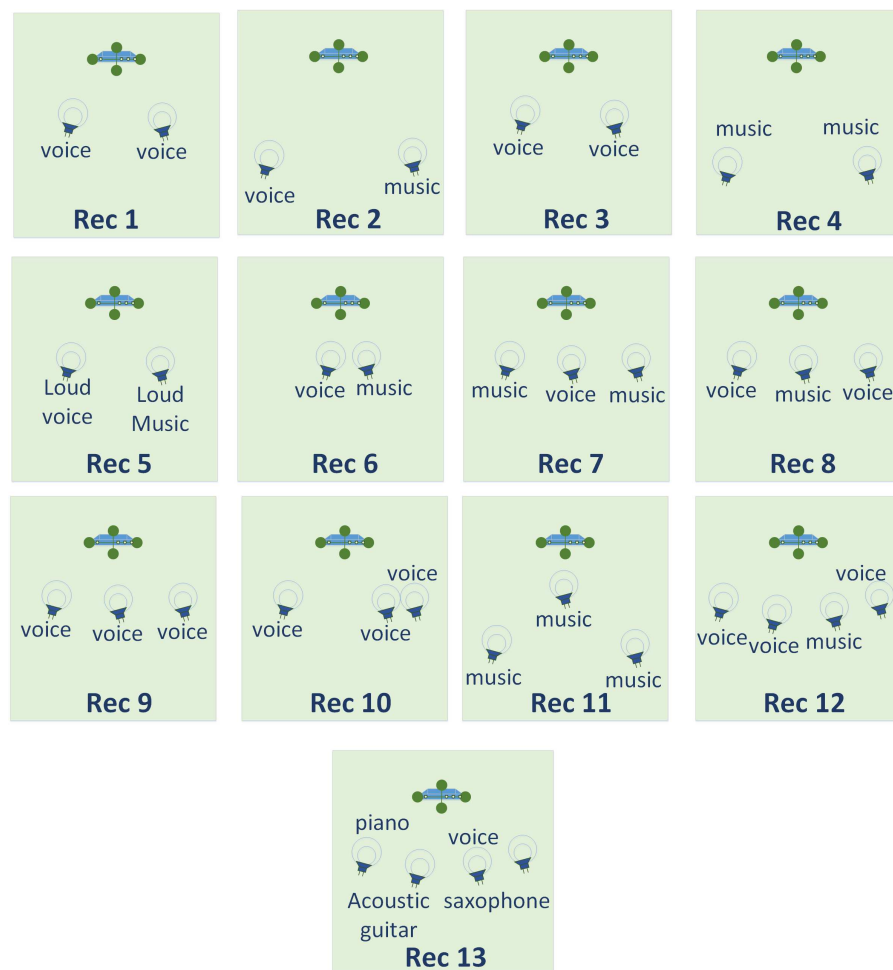 voice voice
Rec 1
voice music
Rec 2
voice voice
Rec 3
music music
Rec 4
Loud voice
Loud Music
Rec 5
voice music
Rec 6
music voice music
Rec 7
voice music voice
Rec 8
voice voice voice
Rec 9
voice
voice voice
Rec 10
music
music music
Rec 11
voice
voice voice music
Rec 12
piano
voice
Acoustic guitar
saxophone
Rec 13